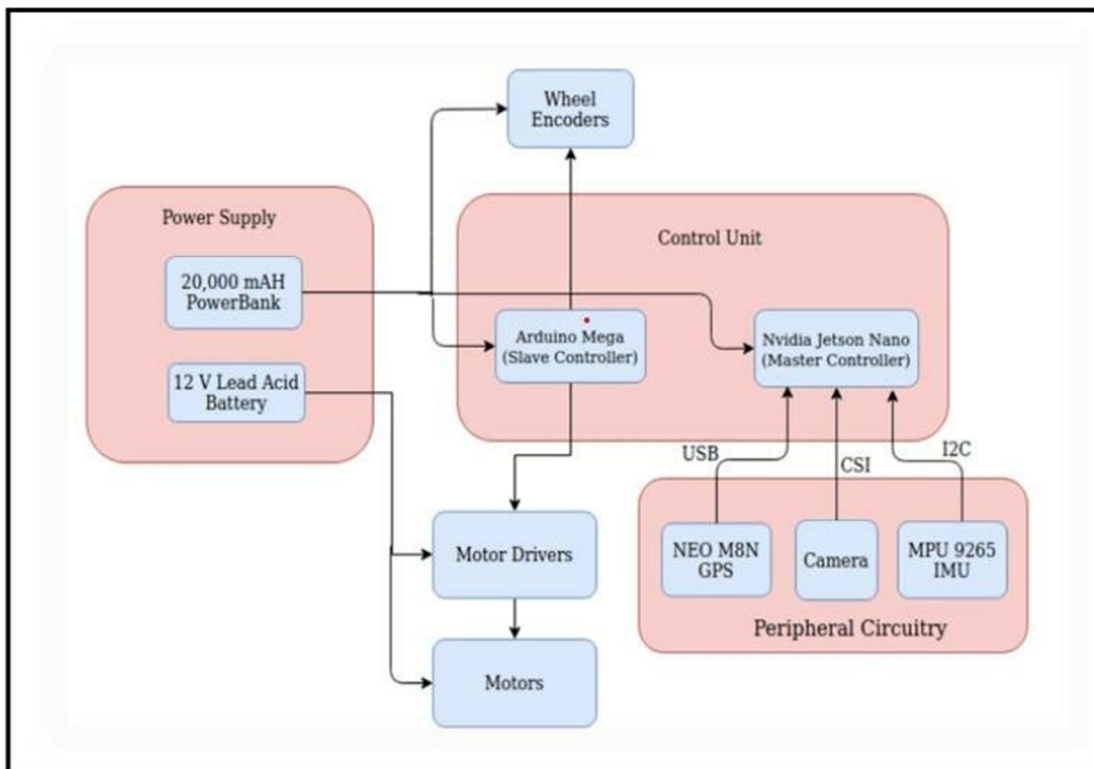 Wheel
Encoders
Power Supply
Control Unit
20,000 mAH
PowerBank
Arduino Mega
(Slave Controller)
Nvidia Jetson Nano
(Master Controller)
12 V Lead Acid
Battery
USB
CSI
I2C
Motor Drivers
NEO M8N
GPS
Camera
MPU 9265
IMU
Peripheral Circuitry
Motors